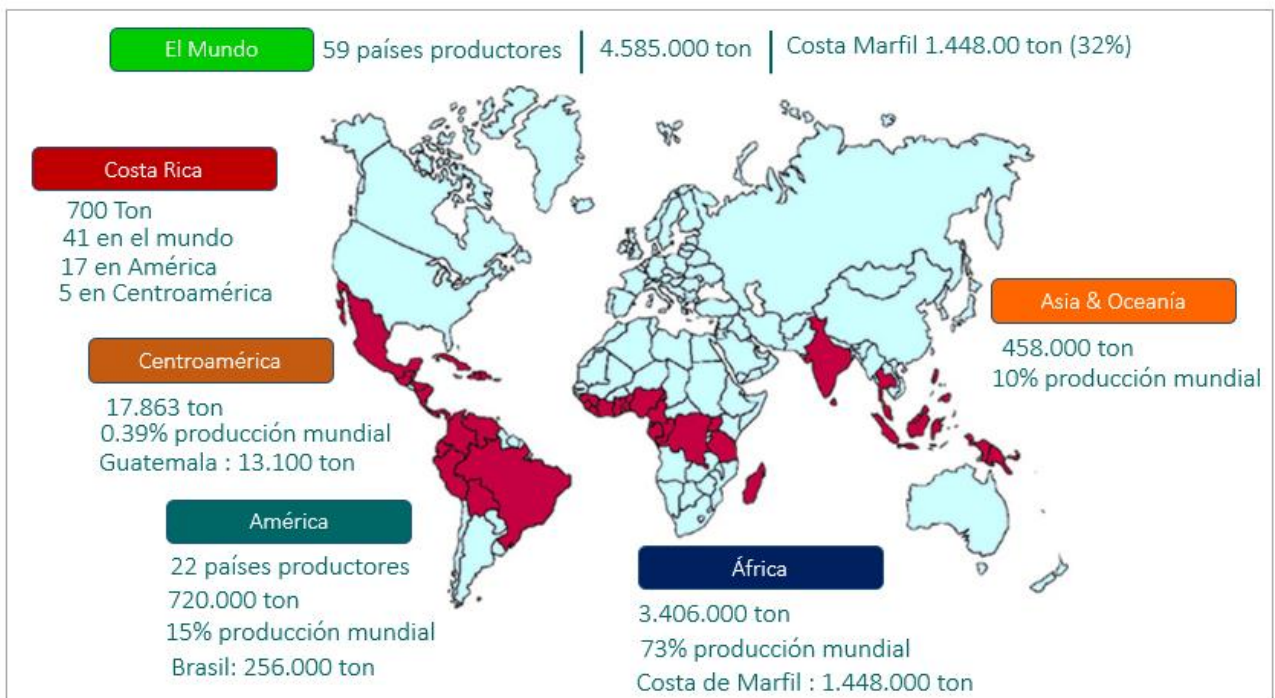 El Mundo 59 países productores 4.585.000 ton Costa Marfil 1.448.00 ton (32%)
Costa Rica
700 Ton
41 en el mundo
17 en América
5 en Centroamérica
Centroamérica
17.863 ton
0.39% producción mundial
Guatemala : 13.100 ton
América
22 países productores
720.000 ton
15% producción mundial
Brasil: 256.000 ton
África
3.406.000 ton
73% producción mundial
Costa de Marfil : 1.448.000 ton
Asia & Oceanía
458.000 ton
10% producción mundial